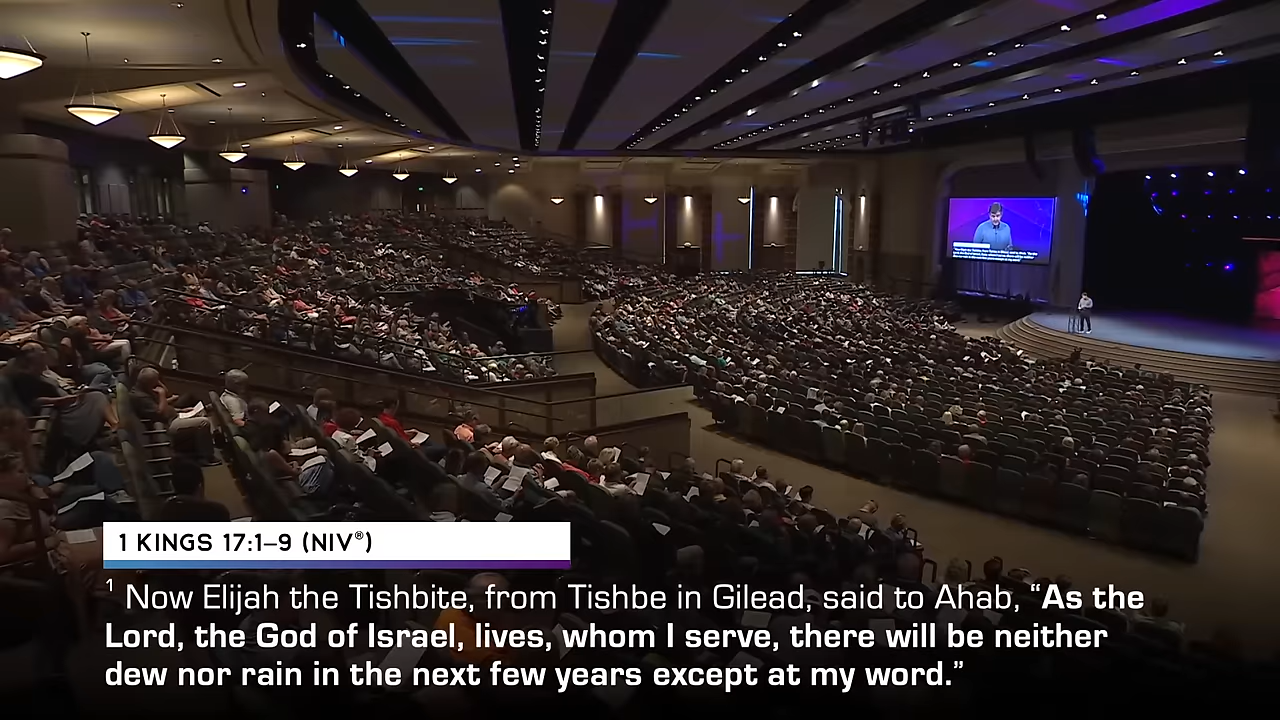 1 KINGS 17:1–9 (NIV®)
1 Now Elijah the Tishbite, from Tishbe in Gilead, said to Ahab, “As the
Lord, the God of Israel, lives, whom I serve, there will be neither
dew nor rain in the next few years except at my word.”